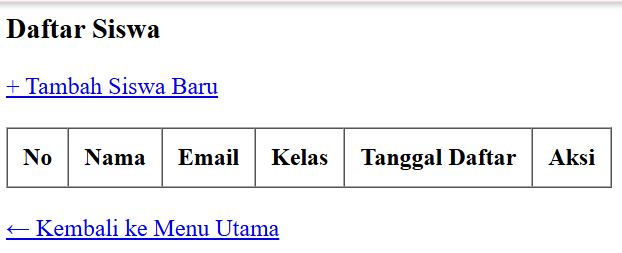 Daftar Siswa
+ Tambah Siswa Baru
No Nama Email Kelas Tanggal Daftar Aksi
← Kembali ke Menu Utama